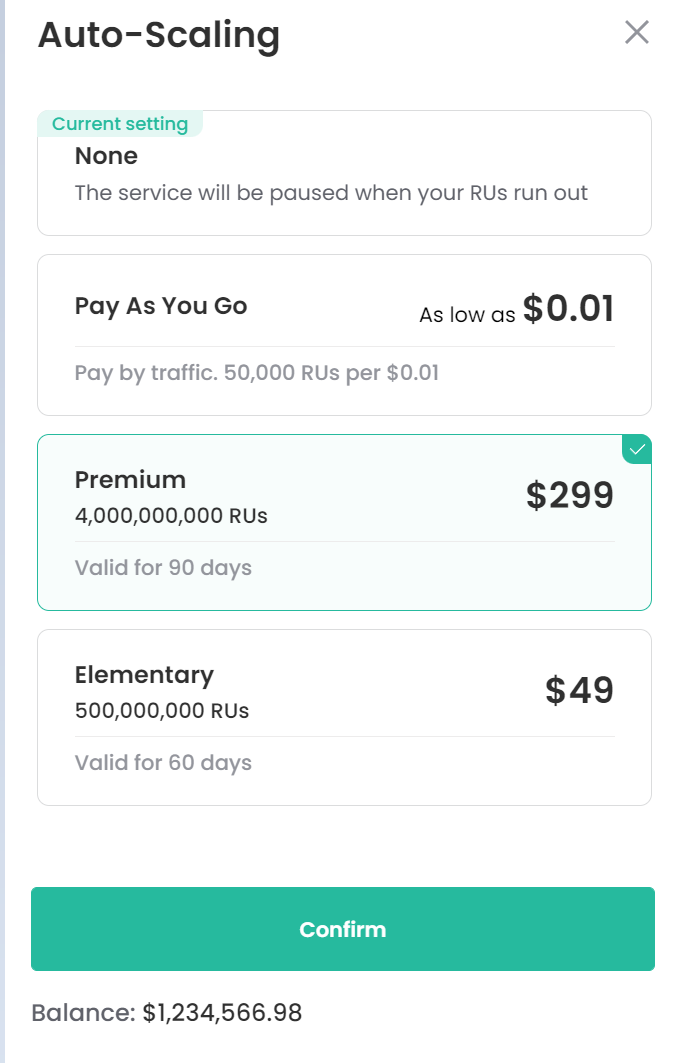 Auto-Scaling
Current setting
None
The service will be paused when your RUs run out
Pay As You Go
As low as $0.01
Pay by traffic. 50,000 RUs per $0.01
Premium
$299
4,000,000,000 RUs
Valid for 90 days
Elementary
$49
500,000,000 RUs
Valid for 60 days
Confirm
Balance: $1,234,566.98